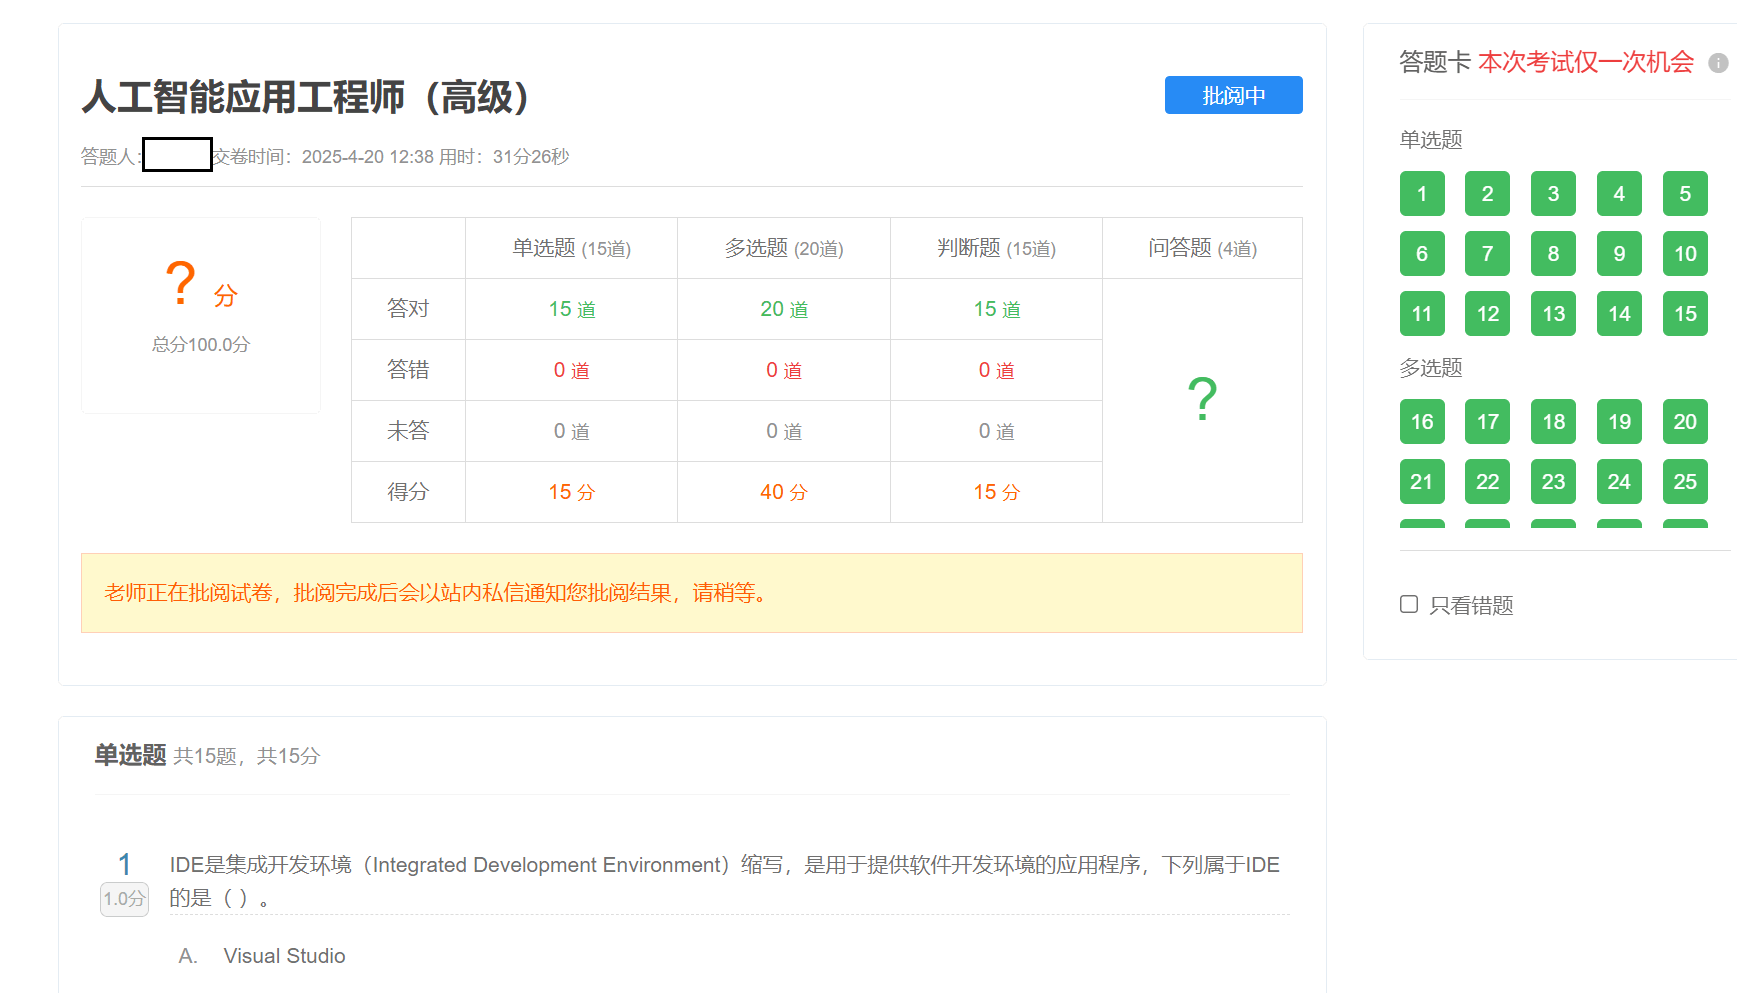 人工智能应用工程师（高级）
批阅中
答题人：交卷时间：2025-4-20 12:38 用时：31分26秒
? 分
总分100.0分
单选题 (15道) 多选题 (20道) 判断题 (15道) 问答题 (4道)
答对 15 道 20 道 15 道
答错 0 道 0 道 0 道
?
未答 0 道 0 道 0 道
得分 15 分 40 分 15 分
老师正在批阅试卷，批阅完成后会以站内私信通知您批阅结果，请稍等。
答题卡 本次考试仅一次机会 i
单选题
1 2 3 4 5
6 7 8 9 10
11 12 13 14 15
多选题
16 17 18 19 20
21 22 23 24 25
只看错题
单选题 共15题，共15分
1 IDE是集成开发环境（Integrated Development Environment）缩写，是用于提供软件开发环境的应用程序，下列属于IDE
1.0分 的是（ ）。
A. Visual Studio